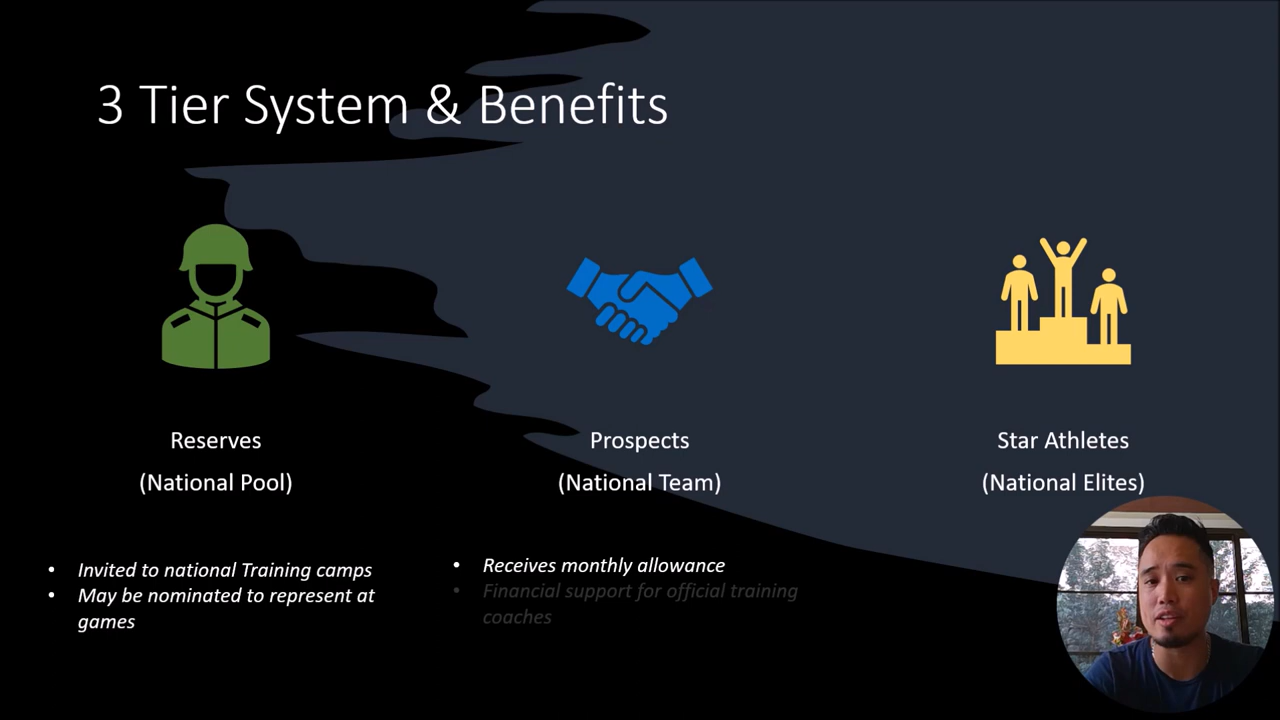 3 Tier System & Benefits
Reserves
(National Pool)
Prospects
(National Team)
Star Athletes
(National Elites)
• Invited to national Training camps
• May be nominated to represent at
games
• Receives monthly allowance
• Financial support for official training
coaches